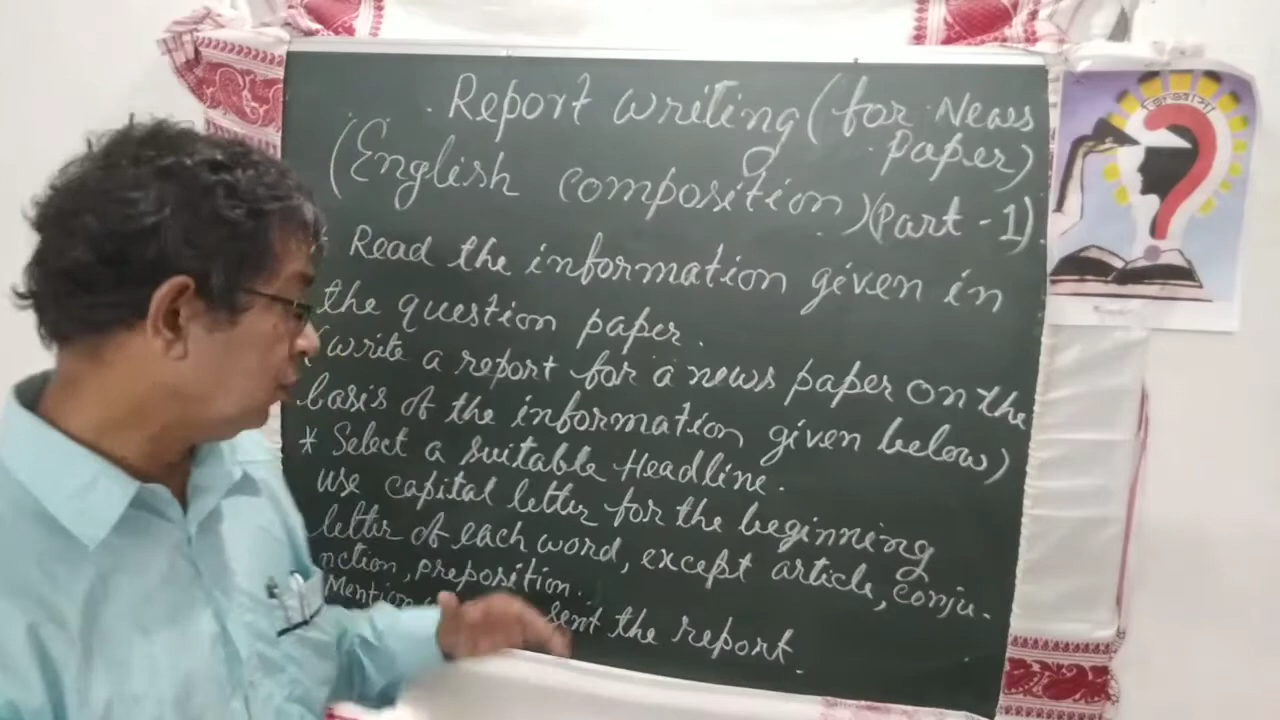 Report writing (for News
Paper)
(English composition) (Part - 1).
* Read the information given in
the question paper.
(write a report for a news paper on the
basis of the information given below)
* Select a suitable Headline.
use capital letter for the beginning
letter of each word, except article, conju-
nction, preposition.
Mention sent the report.
জিজ্ঞাসা